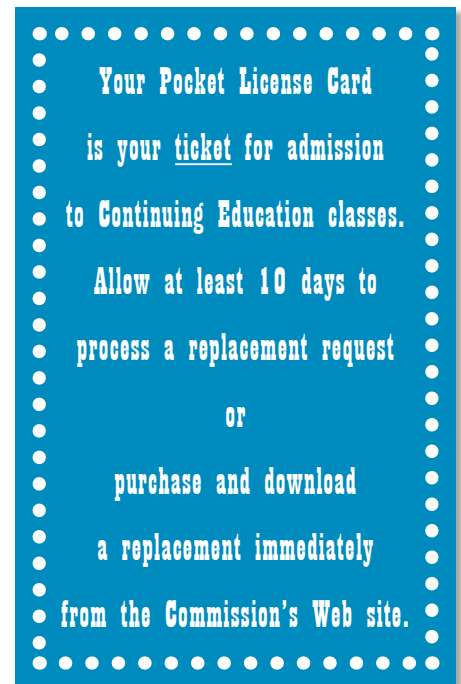 Your Pocket License Card
is your ticket for admission
to Continuing Education classes.
Allow at least 10 days to
process a replacement request
or
purchase and download
a replacement immediately
from the Commission's Web site.